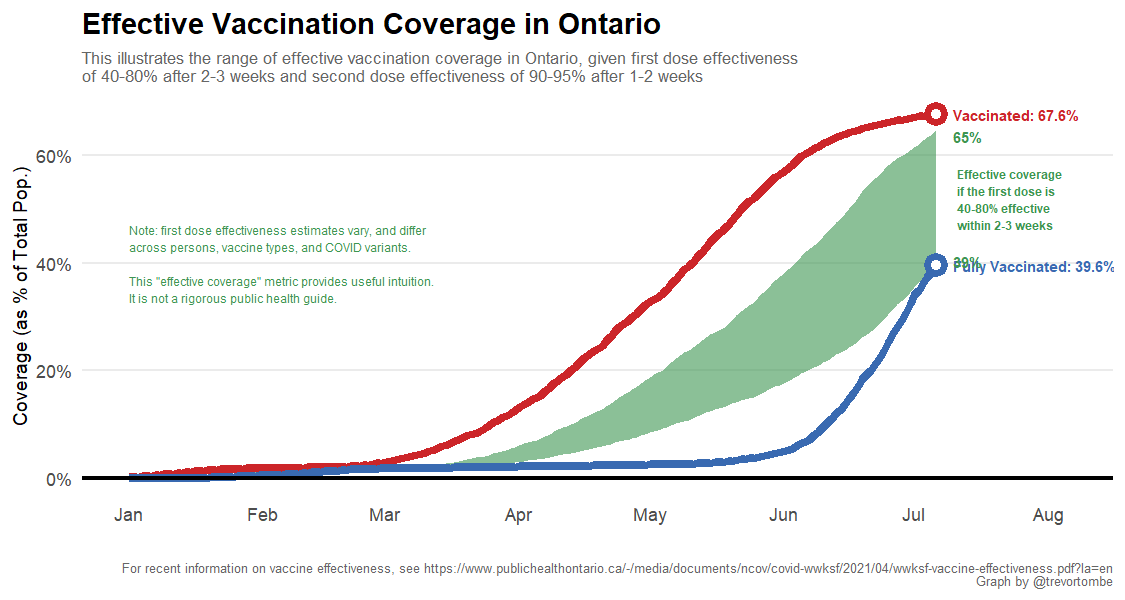 Effective Vaccination Coverage in Ontario
This illustrates the range of effective vaccination coverage in Ontario, given first dose effectiveness
of 40-80% after 2-3 weeks and second dose effectiveness of 90-95% after 1-2 weeks
Coverage (as % of Total Pop.)
60%
40%
20%
0%
Note: first dose effectiveness estimates vary, and differ
across persons, vaccine types, and COVID variants.
This "effective coverage" metric provides useful intuition.
It is not a rigorous public health guide.
Vaccinated: 67.6%
65%
Effective coverage
if the first dose is
40-80% effective
within 2-3 weeks
39%
Fully Vaccinated: 39.6%
Jan Feb Mar Apr May Jun Jul Aug
For recent information on vaccine effectiveness, see https://www.publichealthontario.ca/-/media/documents/ncov/covid-wwksf/2021/04/wwksf-vaccine-effectiveness.pdf?la=en
Graph by @trevortombe